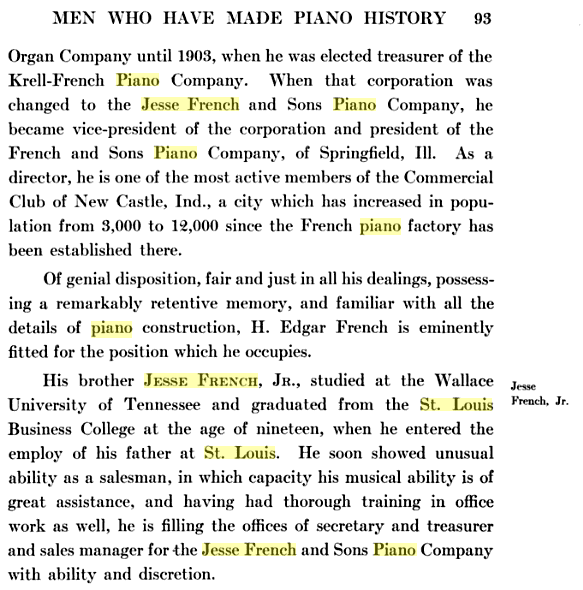 MEN WHO HAVE MADE PIANO HISTORY 93
Organ Company until 1903, when he was elected treasurer of the
Krell-French Piano Company. When that corporation was
changed to the Jesse French and Sons Piano Company, he
became vice-president of the corporation and president of the
French and Sons Piano Company, of Springfield, Ill. As a
director, he is one of the most active members of the Commercial
Club of New Castle, Ind., a city which has increased in popu-
lation from 3,000 to 12,000 since the French piano factory has
been established there.
Of genial disposition, fair and just in all his dealings, possess-
ing a remarkably retentive memory, and familiar with all the
details of piano construction, H. Edgar French is eminently
fitted for the position which he occupies.
His brother JESSE FRENCH, JR., studied at the Wallace
University of Tennessee and graduated from the St. Louis
Business College at the age of nineteen, when he entered the
employ of his father at St. Louis. He soon showed unusual
ability as a salesman, in which capacity his musical ability is of
great assistance, and having had thorough training in office
work as well, he is filling the offices of secretary and treasurer
and sales manager for the Jesse French and Sons Piano Company
with ability and discretion.
Jesse
French, Jr.